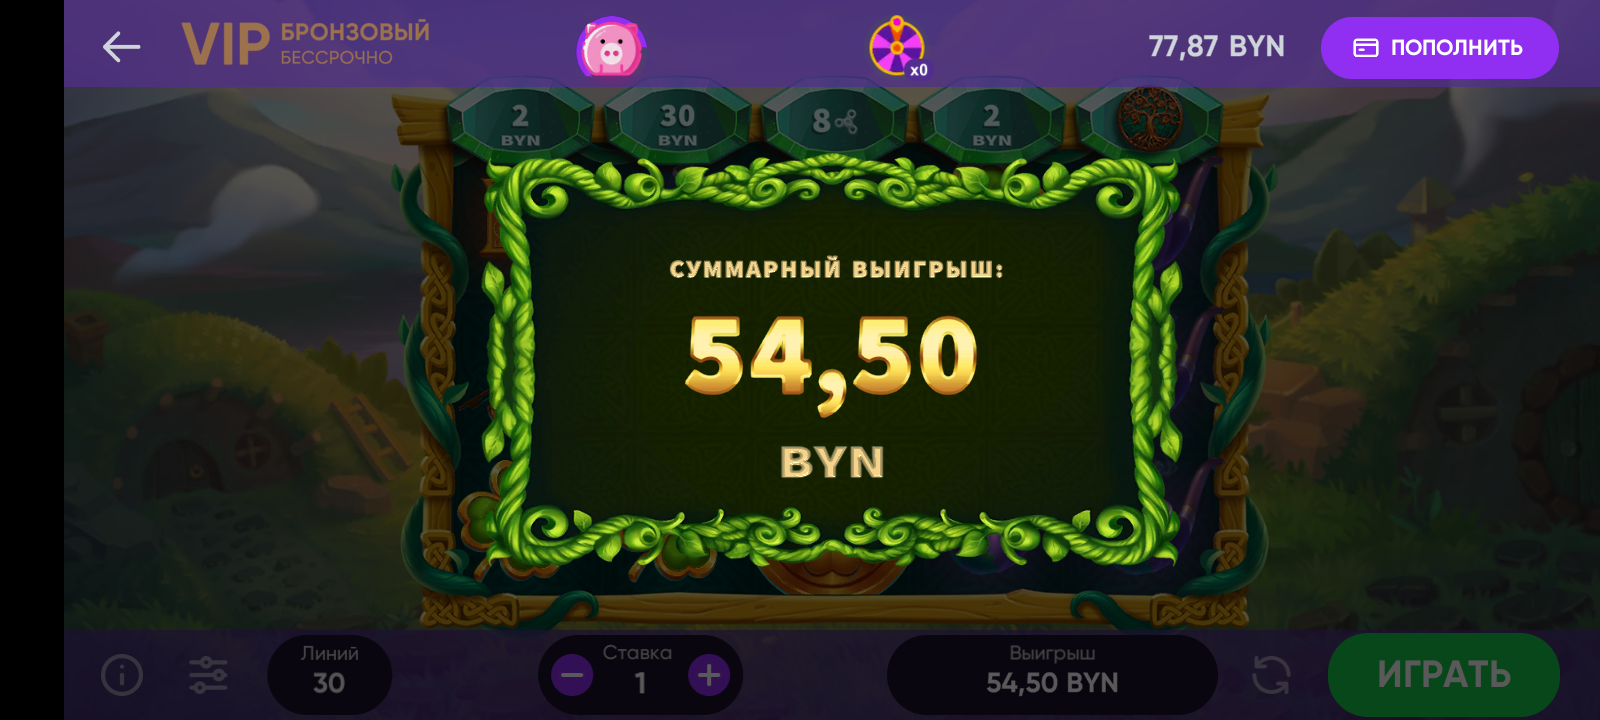 VIP БРОНЗОВЫЙ
БЕССРОЧНО
x0
77,87 BYN
ПОПОЛНИТЬ
2
BYN
30
BYN
8
2
BYN
СУММАРНЫЙ ВЫИГРЫШ:
54,50
BYN
Линий
30
Ставка
1
Выигрыш
54,50 BYN
ИГРАТЬ